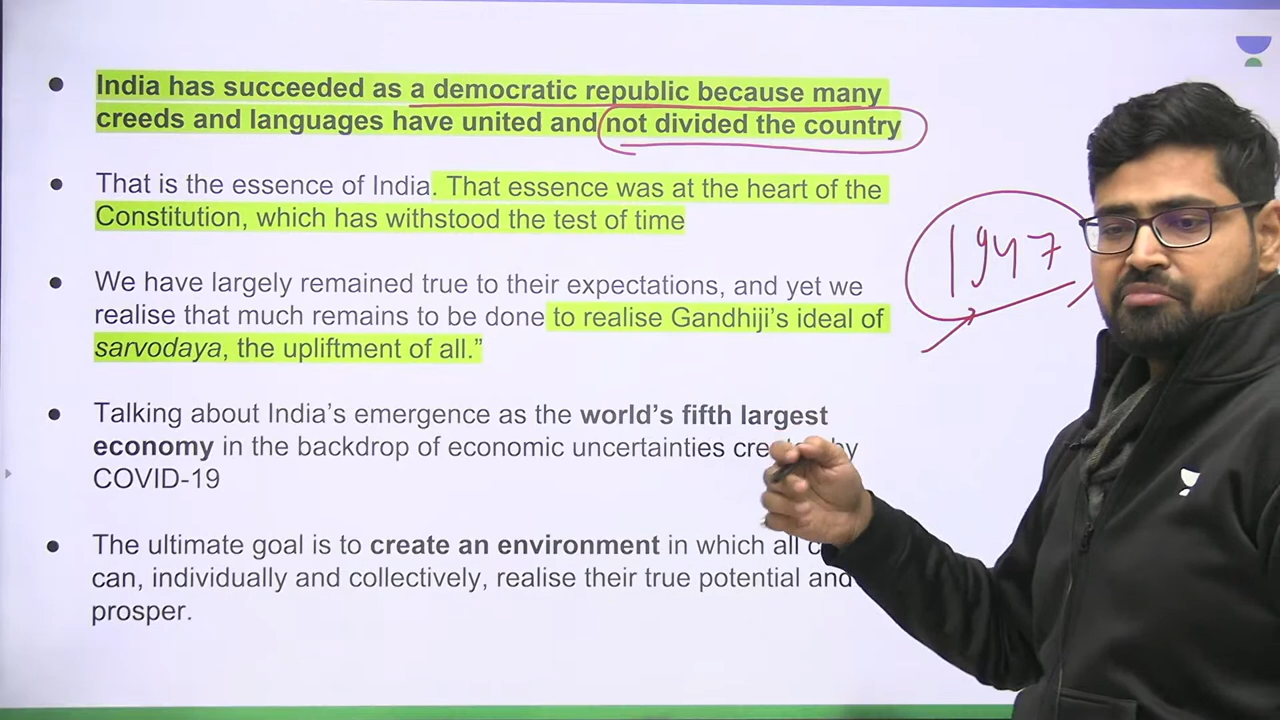 India has succeeded as a democratic republic because many
creeds and languages have united and not divided the country
That is the essence of India. That essence was at the heart of the
Constitution, which has withstood the test of time
1947
We have largely remained true to their expectations, and yet we
realise that much remains to be done to realise Gandhiji’s ideal of
sarvodaya, the upliftment of all.”
Talking about India’s emergence as the world’s fifth largest
economy in the backdrop of economic uncertainties
COVID-19
The ultimate goal is to create an environment in which all
can, individually and collectively, realise their true potential and
prosper.